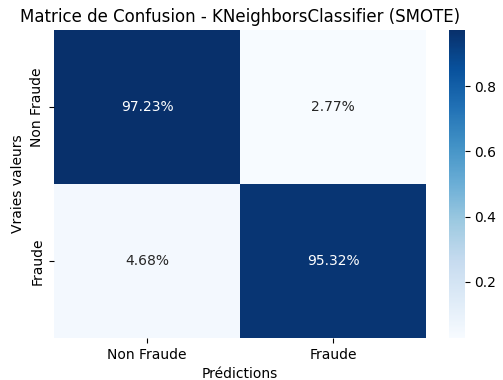 Matrice de Confusion - KNeighborsClassifier (SMOTE)
Vraies valeurs
Non Fraude
97.23%
2.77%
Fraude
4.68%
95.32%
Non Fraude
Fraude
Prédictions
0.8
0.6
0.4
0.2